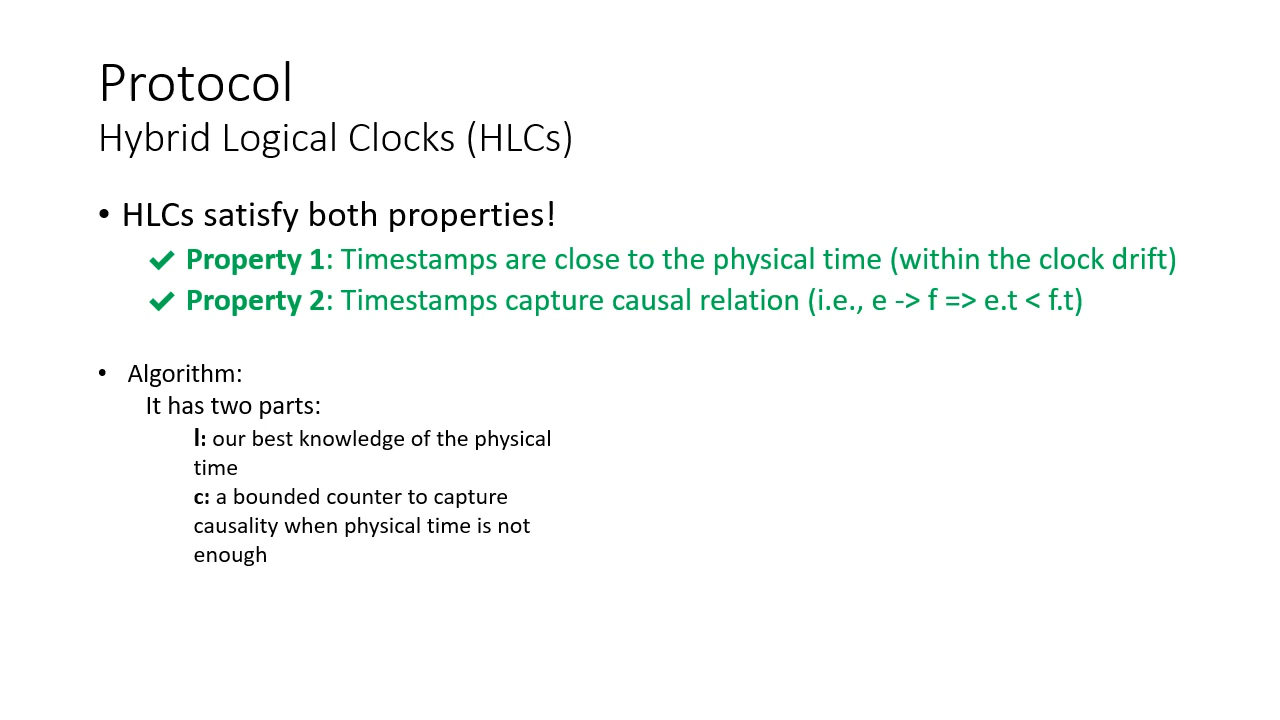 Protocol
Hybrid Logical Clocks (HLCs)
• HLCs satisfy both properties!
✔ Property 1: Timestamps are close to the physical time (within the clock drift)
✔ Property 2: Timestamps capture causal relation (i.e., e -> f => e.t < f.t)
• Algorithm:
It has two parts:
l: our best knowledge of the physical
time
c: a bounded counter to capture
causality when physical time is not
enough